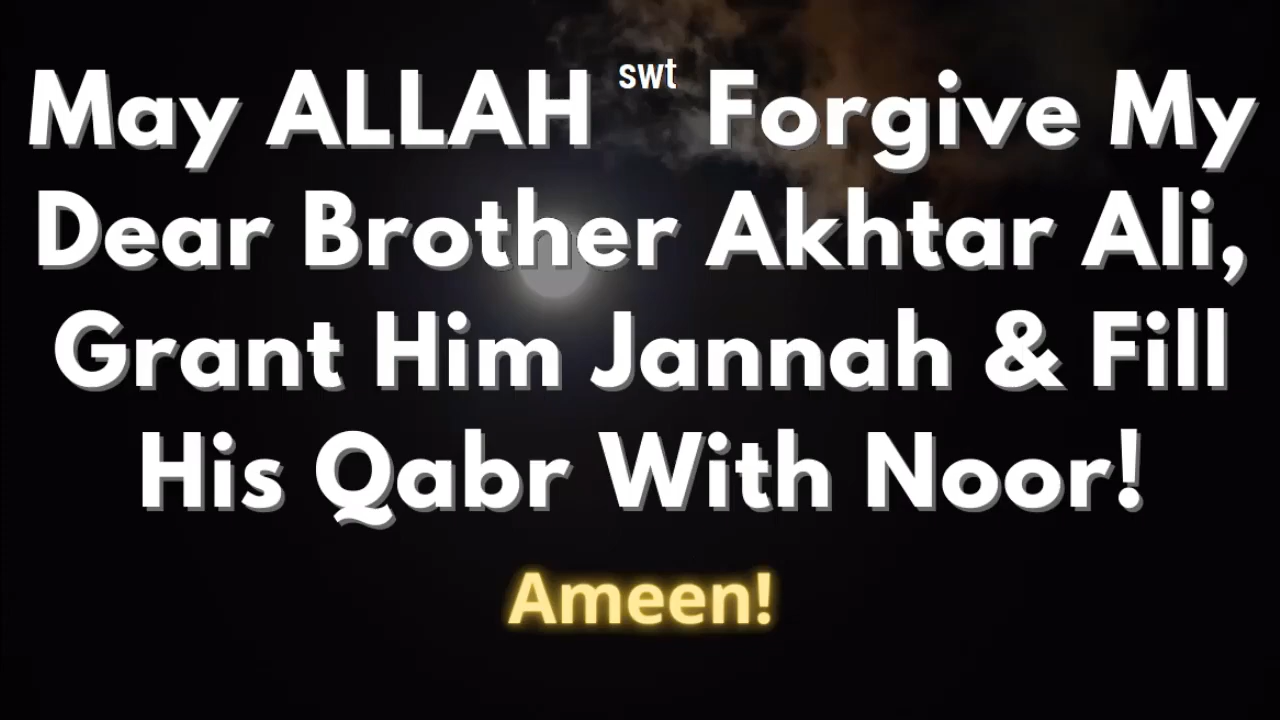 May ALLAH swt Forgive My
Dear Brother Akhtar Ali,
Grant Him Jannah & Fill
His Qabr With Noor!
Ameen!